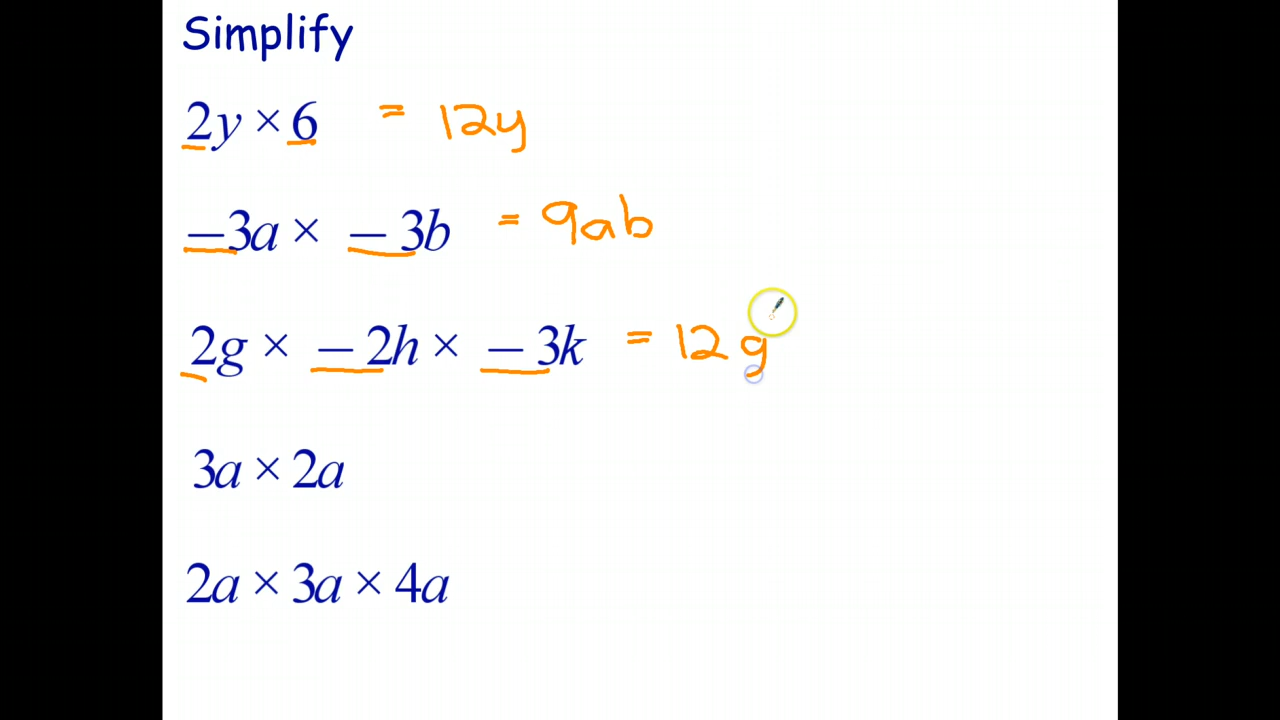 Simplify
2y × 6 = 12y
−3a × −3b = 9ab
2g × −2h × −3k = 12g
3a × 2a
2a × 3a × 4a